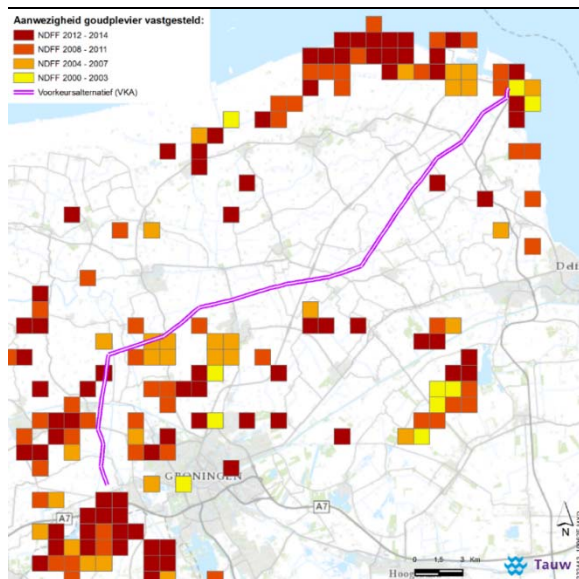 Aanwezigheid goudplevier vastgesteld:
NDFF 2012 - 2014
NDFF 2008 - 2011
NDFF 2004 - 2007
NDFF 2000 - 2003
Voorkeursalternatief (VKA)
Delf
GRONINGEN
A7
A7
N
0 1,5 3 Km
Tauw
Hoog